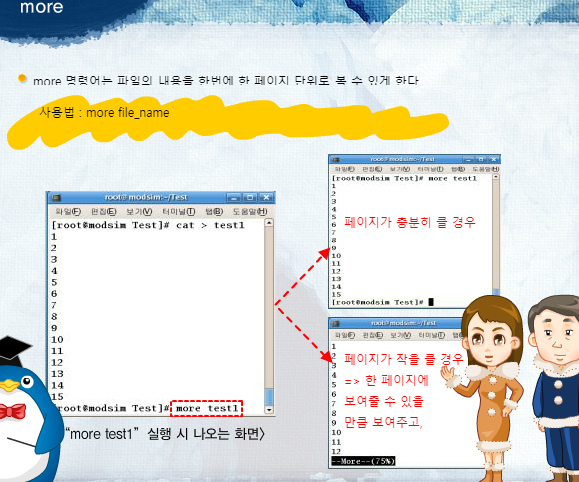 more
more 명령어는 파일의 내용을 한번에 한 페이지 단위로 볼 수 있게 한다
사용법 : more file_name
root@modsim:~/Test
파일(F) 편집(E) 보기(V) 터미널(T) 탭(B) 도움말(H)
[root@modsim Test]# cat > test1
1
2
3
4
5
6
7
8
9
10
11
12
13
14
15
[root@modsim Test]# more test1
“more test1” 실행 시 나오는 화면>
root@modsim:~/Test
파일(F) 편집(E) 보기(V) 터미널(T) 탭(B) 도움말(H)
[root@modsim Test]# more test1
1
2
3
4
5
6
7
8
9
10
11
12
13
14
15
[root@modsim Test]#
페이지가 충분히 클 경우
root@modsim:~/Test
파일(F) 편집(E) 보기(V) 터미널(T) 탭(B)
1
2
3
4
5
6
7
8
9
10
11
12
--More--(75%)
페이지가 작을 클 경우
=> 한 페이지에
보여줄 수 있을
만큼 보여주고,